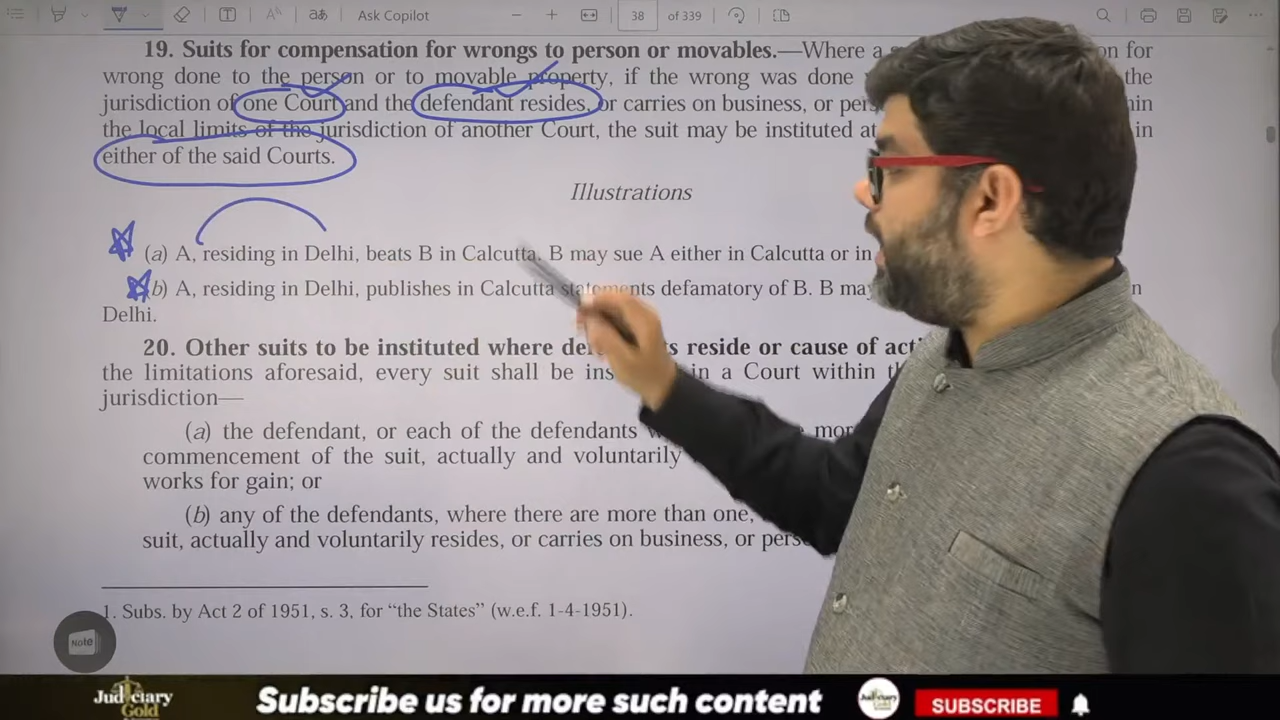 Ask Copilot
38 of 339
19. Suits for compensation for wrongs to person or movables.—Where a on for
wrong done to the person or to movable property, if the wrong was done the
jurisdiction of one Court and the defendant resides, or carries on business, or
the local limits of the jurisdiction of another Court, the suit may be instituted at in
either of the said Courts.
Illustrations
(a) A, residing in Delhi, beats B in Calcutta. B may sue A either in Calcutta or in
b) A, residing in Delhi, publishes in Calcutta statements defamatory of B. B may n
Delhi.
20. Other suits to be instituted where reside or cause of
the limitations aforesaid, every suit shall be in a Court within
jurisdiction—
(a) the defendant, or each of the defendants
commencement of the suit, actually and voluntarily
works for gain; or
(b) any of the defendants, where there are more than one,
suit, actually and voluntarily resides, or carries on business, or
1. Subs. by Act 2 of 1951, s. 3, for “the States” (w.e.f. 1-4-1951).
Note
Judiciary
Gold
Subscribe us for more such content
SUBSCRIBE